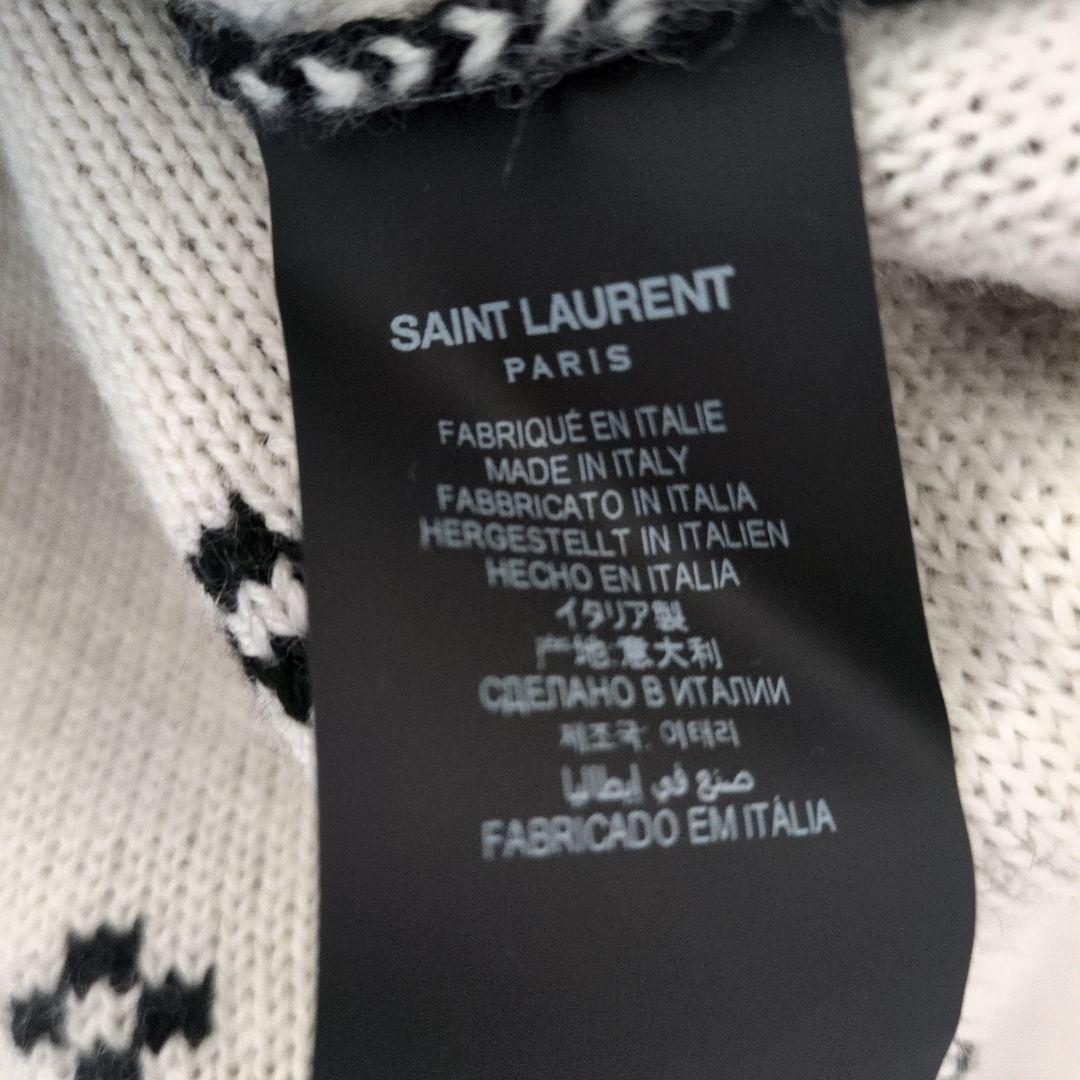 SAINT LAURENT
PARIS
FABRIQUÉ EN ITALIE
MADE IN ITALY
FABBRICATO IN ITALIA
HERGESTELLT IN ITALIEN
HECHO EN ITALIA
イタリア製
产地:意大利
СДЕЛАНО В ИТАЛИИ
제조국: 이태리
صنع في إيطاليا
FABRICADO EM ITÁLIA